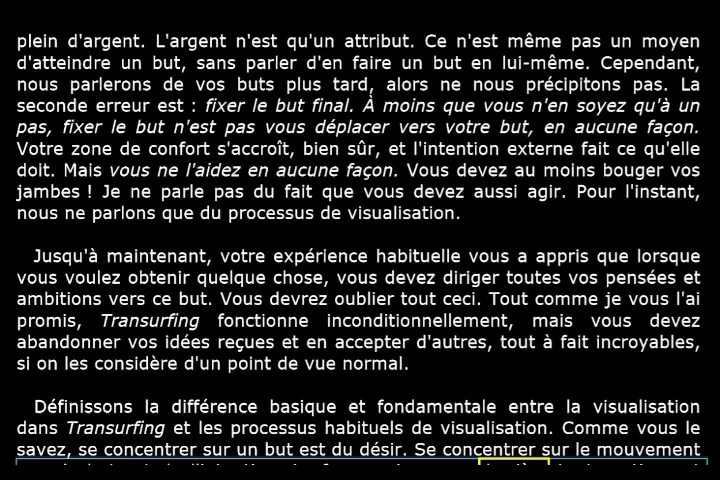 plein d'argent. L'argent n'est qu'un attribut. Ce n'est même pas un moyen
d'atteindre un but, sans parler d'en faire un but en lui-même. Cependant,
nous parlerons de vos buts plus tard, alors ne nous précipitons pas. La
seconde erreur est : fixer le but final. À moins que vous n'en soyez qu'à un
pas, fixer le but n'est pas vous déplacer vers votre but, en aucune façon.
Votre zone de confort s'accroît, bien sûr, et l'intention externe fait ce qu'elle
doit. Mais vous ne l'aidez en aucune façon. Vous devez au moins bouger vos
jambes ! Je ne parle pas du fait que vous devez aussi agir. Pour l'instant,
nous ne parlons que du processus de visualisation.
Jusqu'à maintenant, votre expérience habituelle vous a appris que lorsque
vous voulez obtenir quelque chose, vous devez diriger toutes vos pensées et
ambitions vers ce but. Vous devrez oublier tout ceci. Tout comme je vous l'ai
promis, Transurfing fonctionne inconditionnellement, mais vous devez
abandonner vos idées reçues et en accepter d'autres, tout à fait incroyables,
si on les considère d'un point de vue normal.
Définissons la différence basique et fondamentale entre la visualisation
dans Transurfing et les processus habituels de visualisation. Comme vous le
savez, se concentrer sur un but est du désir. Se concentrer sur le mouvement